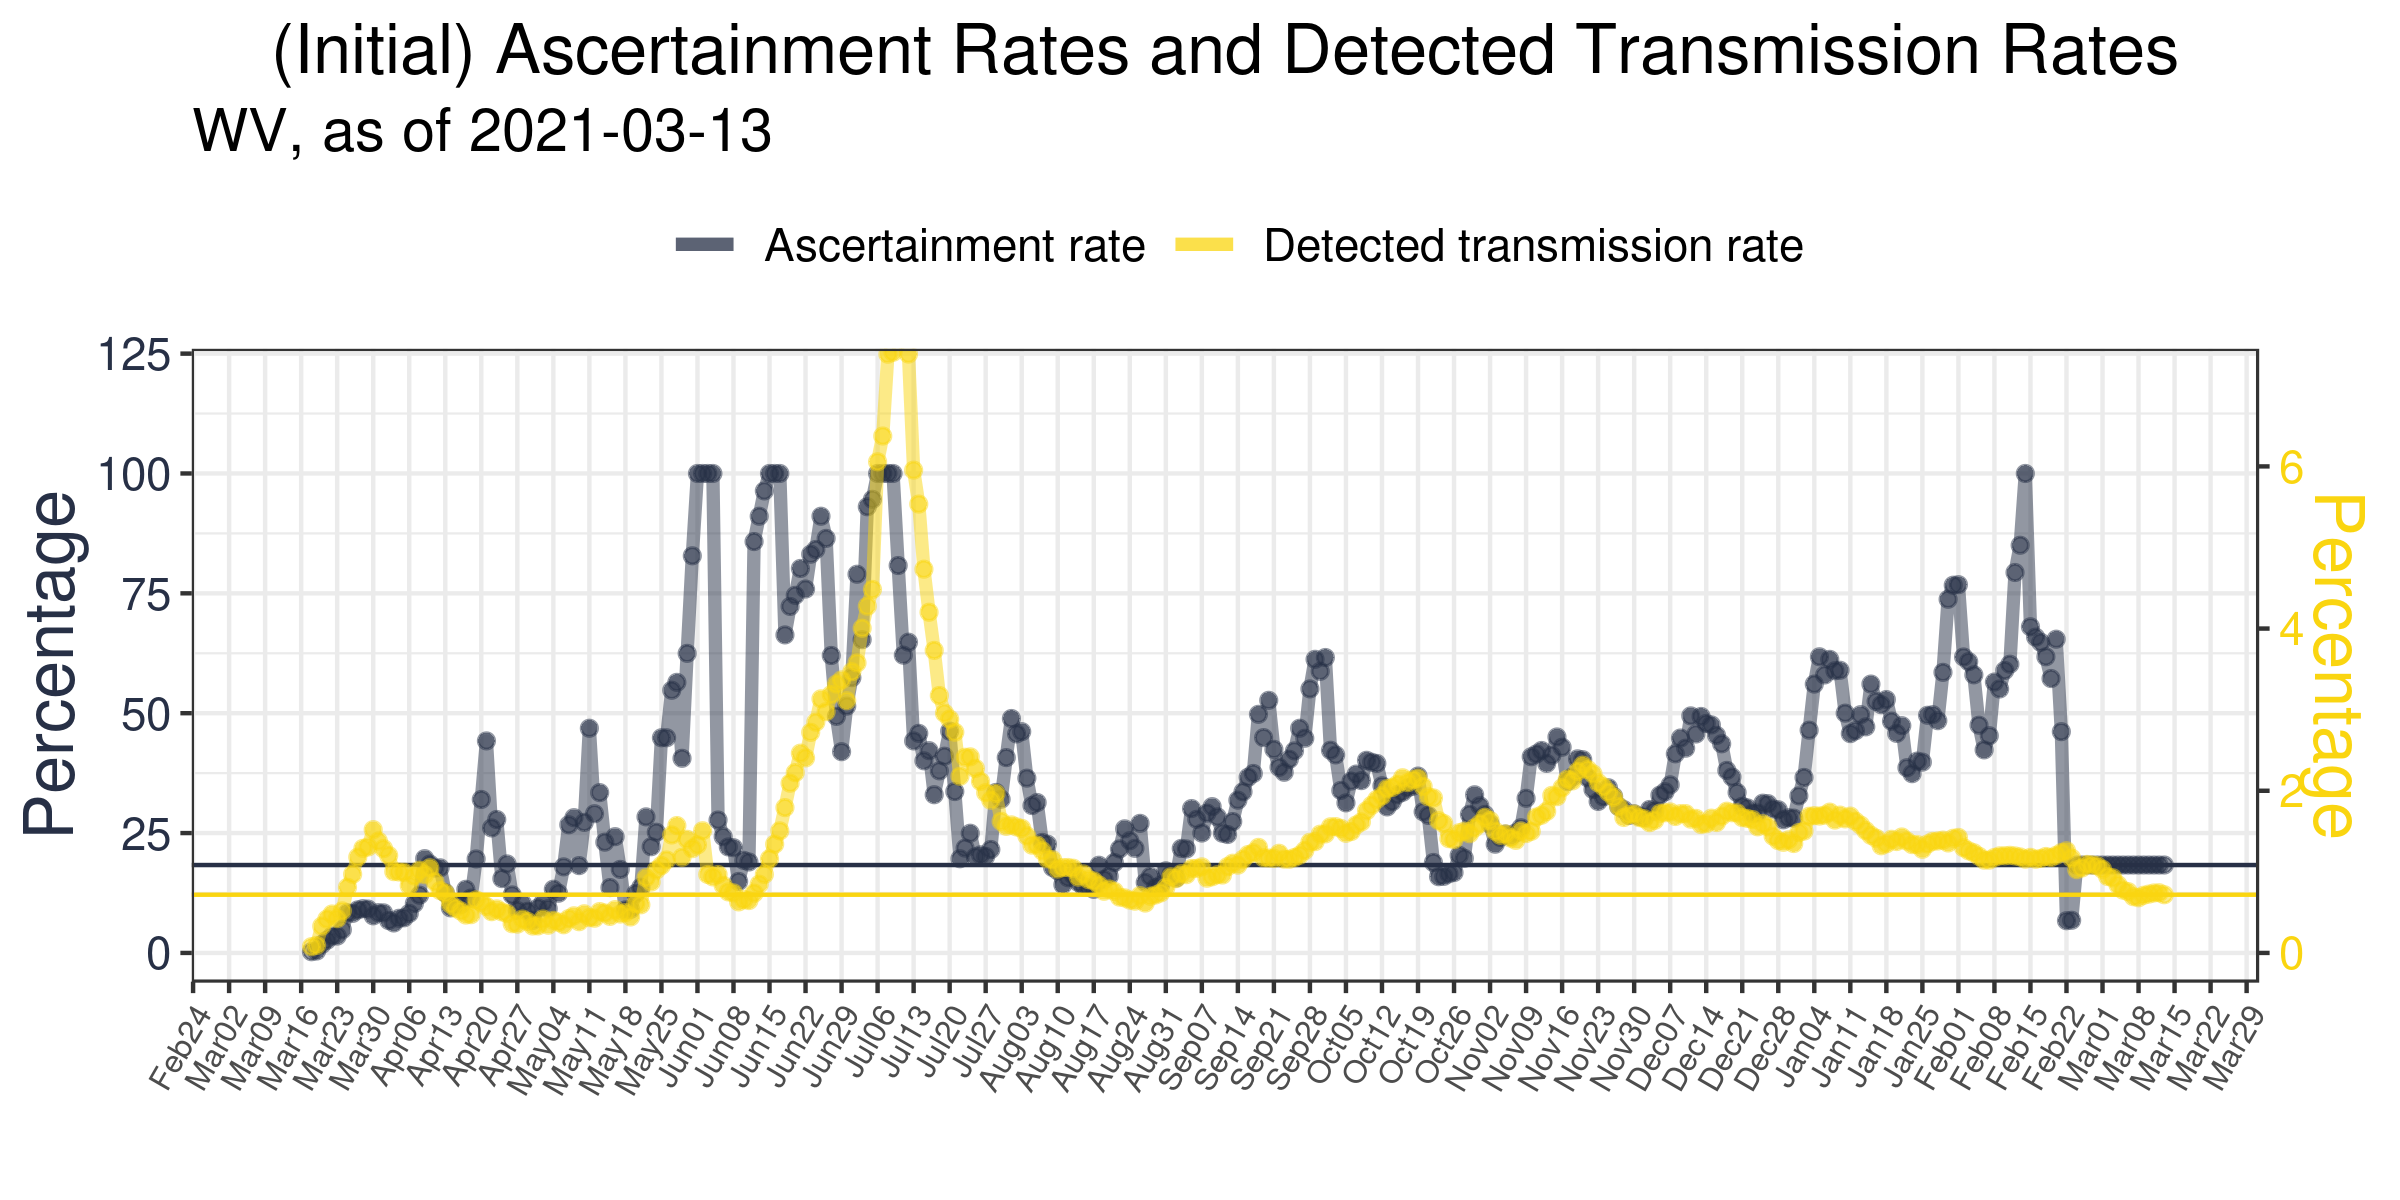 (Initial) Ascertainment Rates and Detected Transmission Rates
WV, as of 2021-03-13
Ascertainment rate
Detected transmission rate
Percentage
125
100
75
50
25
0
6
4
2
0
Percentage
Feb24
Mar02
Mar09
Mar16
Mar23
Mar30
Apr06
Apr13
Apr20
Apr27
May04
May11
May18
May25
Jun01
Jun08
Jun15
Jun22
Jun29
Jul06
Jul13
Jul20
Jul27
Aug03
Aug10
Aug17
Aug24
Aug31
Sep07
Sep14
Sep21
Sep28
Oct05
Oct12
Oct19
Oct26
Nov02
Nov09
Nov16
Nov23
Nov30
Dec07
Dec14
Dec21
Dec28
Jan04
Jan11
Jan18
Jan25
Feb01
Feb08
Feb15
Feb22
Mar01
Mar08
Mar15
Mar22
Mar29